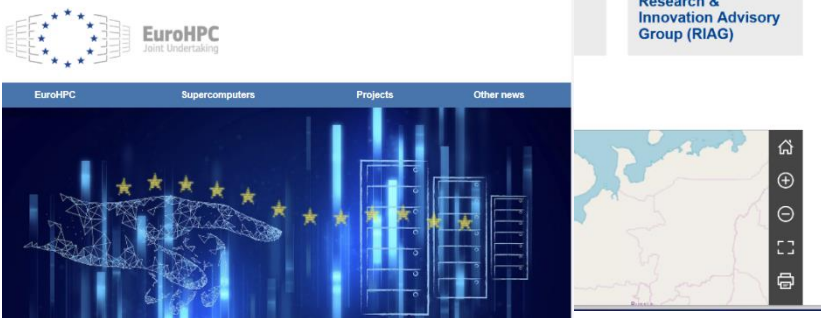 EuroHPC
Joint Undertaking
EuroHPC Supercomputers Projects Other news
Research &
Innovation Advisory
Group (RIAG)